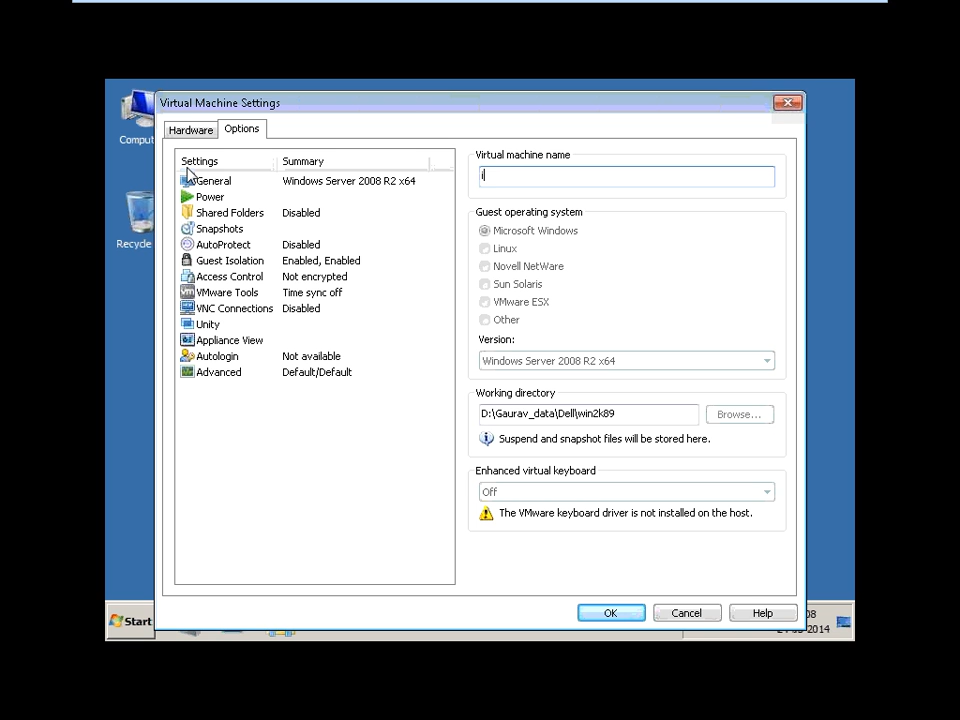 Virtual Machine Settings
Comput
Hardware Options
Settings Summary
General Windows Server 2008 R2 x64
Power
Shared Folders Disabled
Snapshots
AutoProtect Disabled
Guest Isolation Enabled, Enabled
Access Control Not encrypted
VMware Tools Time sync off
VNC Connections Disabled
Unity
Appliance View
Autologin Not available
Advanced Default/Default
Recycle
Virtual machine name
i
Guest operating system
Microsoft Windows
Linux
Novell NetWare
Sun Solaris
VMware ESX
Other
Version:
Windows Server 2008 R2 x64
Working directory
D:\Gaurav_data\Dell\win2k89 Browse...
Suspend and snapshot files will be stored here.
Enhanced virtual keyboard
Off
The VMware keyboard driver is not installed on the host.
OK Cancel Help
Start
08
2014